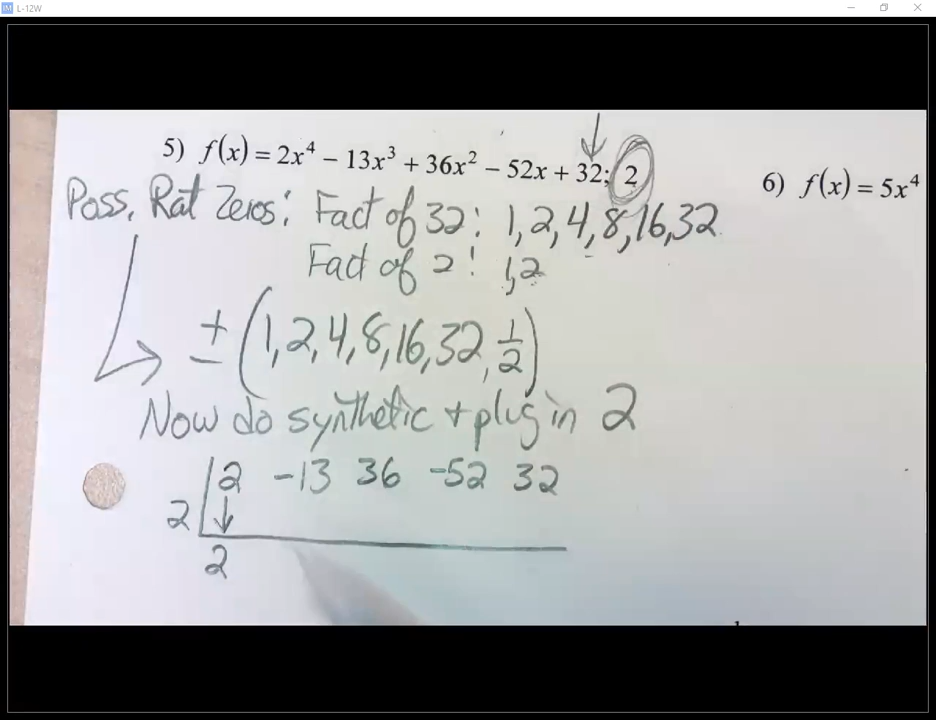 L-12W
5) f(x) = 2x⁴ − 13x³ + 36x² − 52x + 32; 2
6) f(x) = 5x⁴
Poss. Rat Zeros: Fact of 32: 1, 2, 4, 8, 16, 32
Fact of 2: 1, 2
± (1, 2, 4, 8, 16, 32, 1/2)
Now do synthetic + plug in 2
2 -13 36 -52 32
2
2